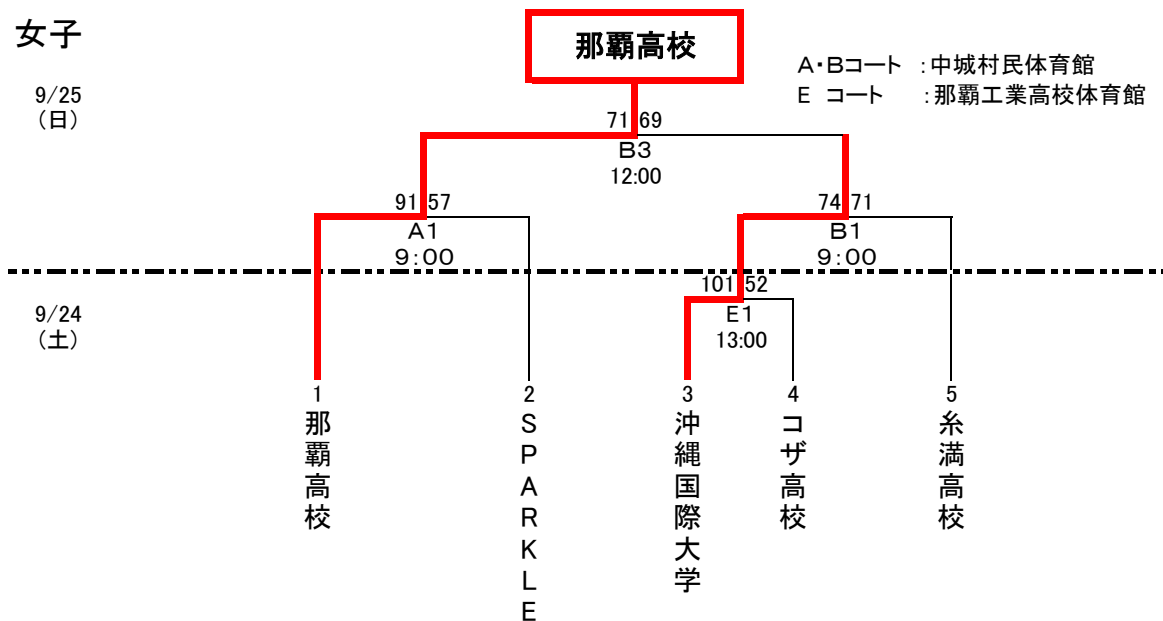 女子
那覇高校
A・Bコート :中城村民体育館
E コート :那覇工業高校体育館
9/25
(日)
71 69
B3
12:00
91 57
A1
9:00
74 71
B1
9:00
9/24
(土)
101 52
E1
13:00
1
那覇高校
2
SPARKLE
3
沖縄国際大学
4
コザ高校
5
糸満高校